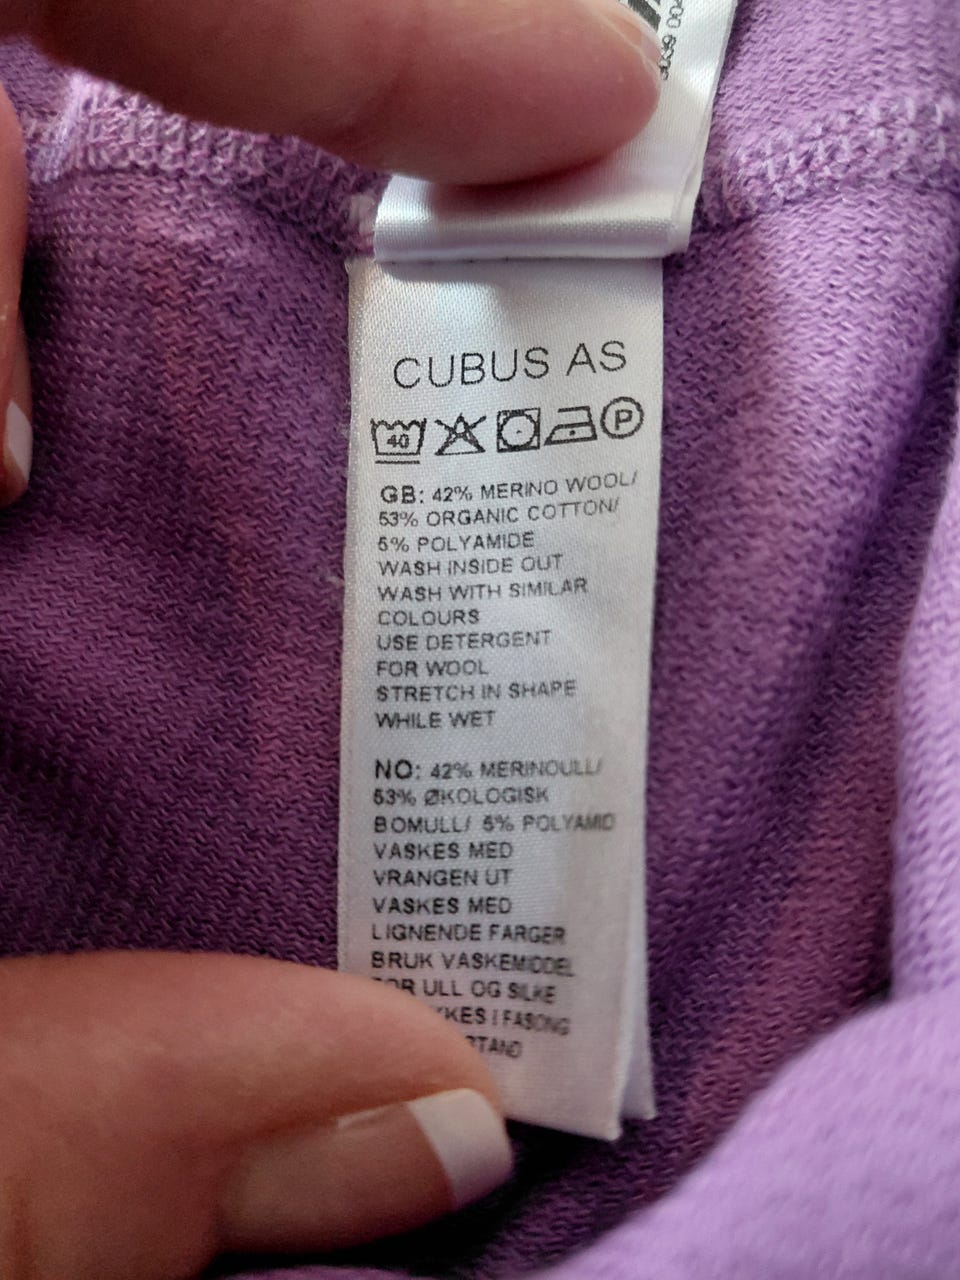 CUBUS AS
40 P
GB: 42% MERINO WOOL/
53% ORGANIC COTTON/
5% POLYAMIDE
WASH INSIDE OUT
WASH WITH SIMILAR
COLOURS
USE DETERGENT
FOR WOOL
STRETCH IN SHAPE
WHILE WET
NO: 42% MERINOULL/
53% ØKOLOGISK
BOMULL/ 5% POLYAMID
VASKES MED
VRANGEN UT
VASKES MED
LIGNENDE FARGER
BRUK VASKEMIDDEL
FOR ULL OG SILKE
I FASONG